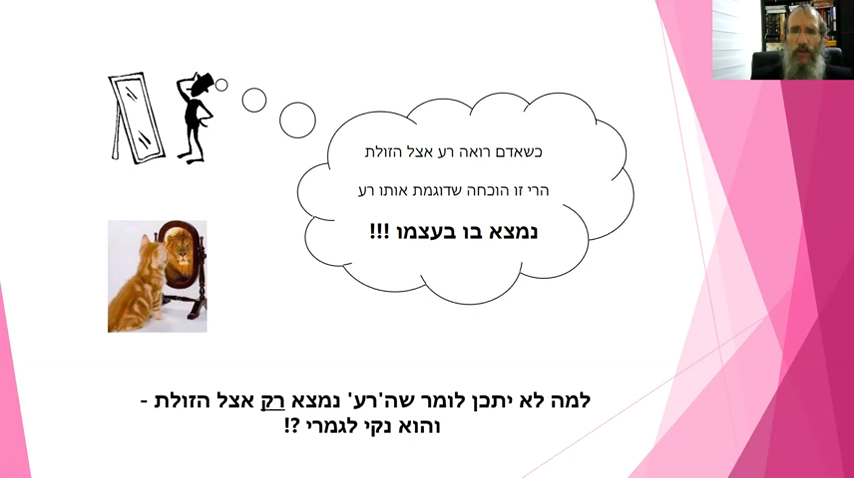 כשאדם רואה רע אצל הזולת
הרי זו הוכחה שדוגמת אותו רע
נמצא בו בעצמו !!!
למה לא יתכן לומר שה'רע' נמצא רק אצל הזולת -
והוא נקי לגמרי ?!